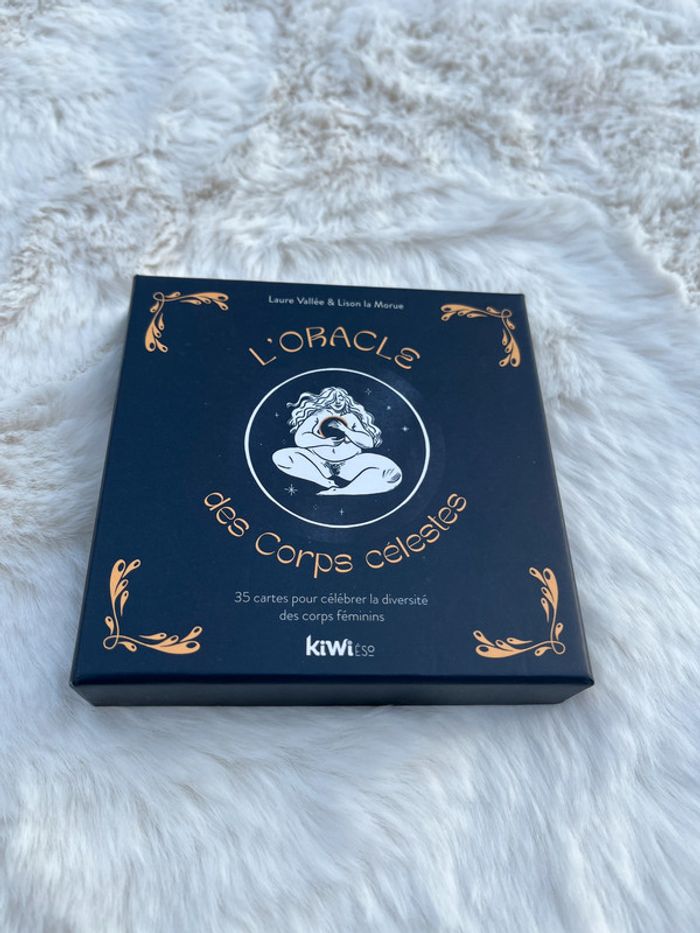 Laure Vallée & Lison la Morue
L'ORACLE
des Corps célestes
35 cartes pour célébrer la diversité
des corps féminins
kiWi ÉSO